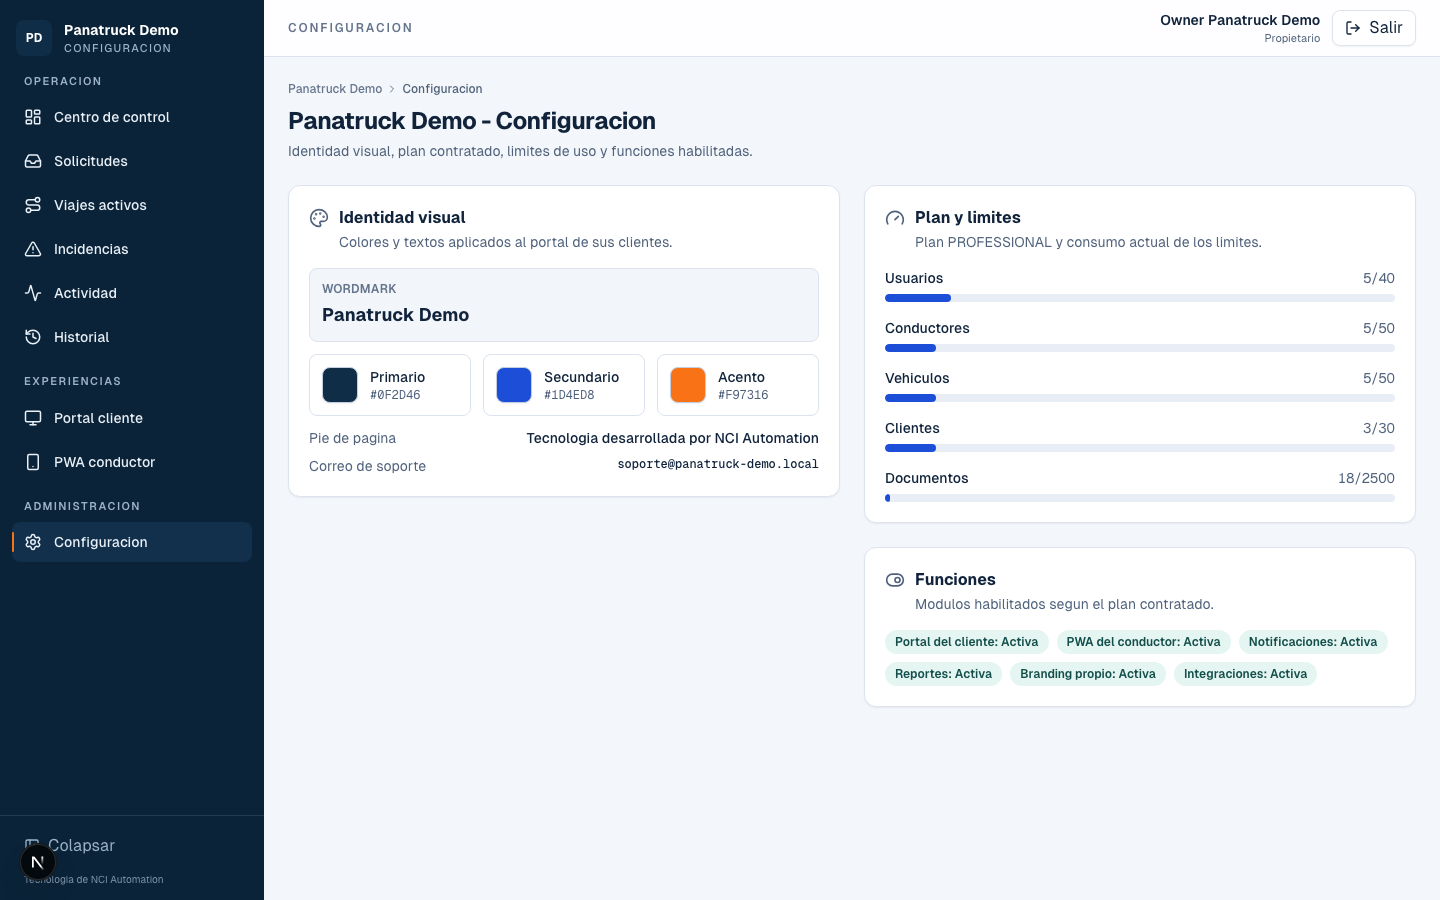 PD
Panatruck Demo
CONFIGURACION
OPERACION
Centro de control
Solicitudes
Viajes activos
Incidencias
Actividad
Historial
EXPERIENCIAS
Portal cliente
PWA conductor
ADMINISTRACION
Configuracion
Colapsar
N
Tecnologia de NCI Automation
CONFIGURACION
Owner Panatruck Demo
Propietario
Salir
Panatruck Demo > Configuracion
Panatruck Demo - Configuracion
Identidad visual, plan contratado, limites de uso y funciones habilitadas.
Identidad visual
Colores y textos aplicados al portal de sus clientes.
WORDMARK
Panatruck Demo
Primario
#0F2D46
Secundario
#1D4ED8
Acento
#F97316
Pie de pagina Tecnologia desarrollada por NCI Automation
Correo de soporte soporte@panatruck-demo.local
Plan y limites
Plan PROFESSIONAL y consumo actual de los limites.
Usuarios 5/40
Conductores 5/50
Vehiculos 5/50
Clientes 3/30
Documentos 18/2500
Funciones
Modulos habilitados segun el plan contratado.
Portal del cliente: Activa PWA del conductor: Activa Notificaciones: Activa
Reportes: Activa Branding propio: Activa Integraciones: Activa